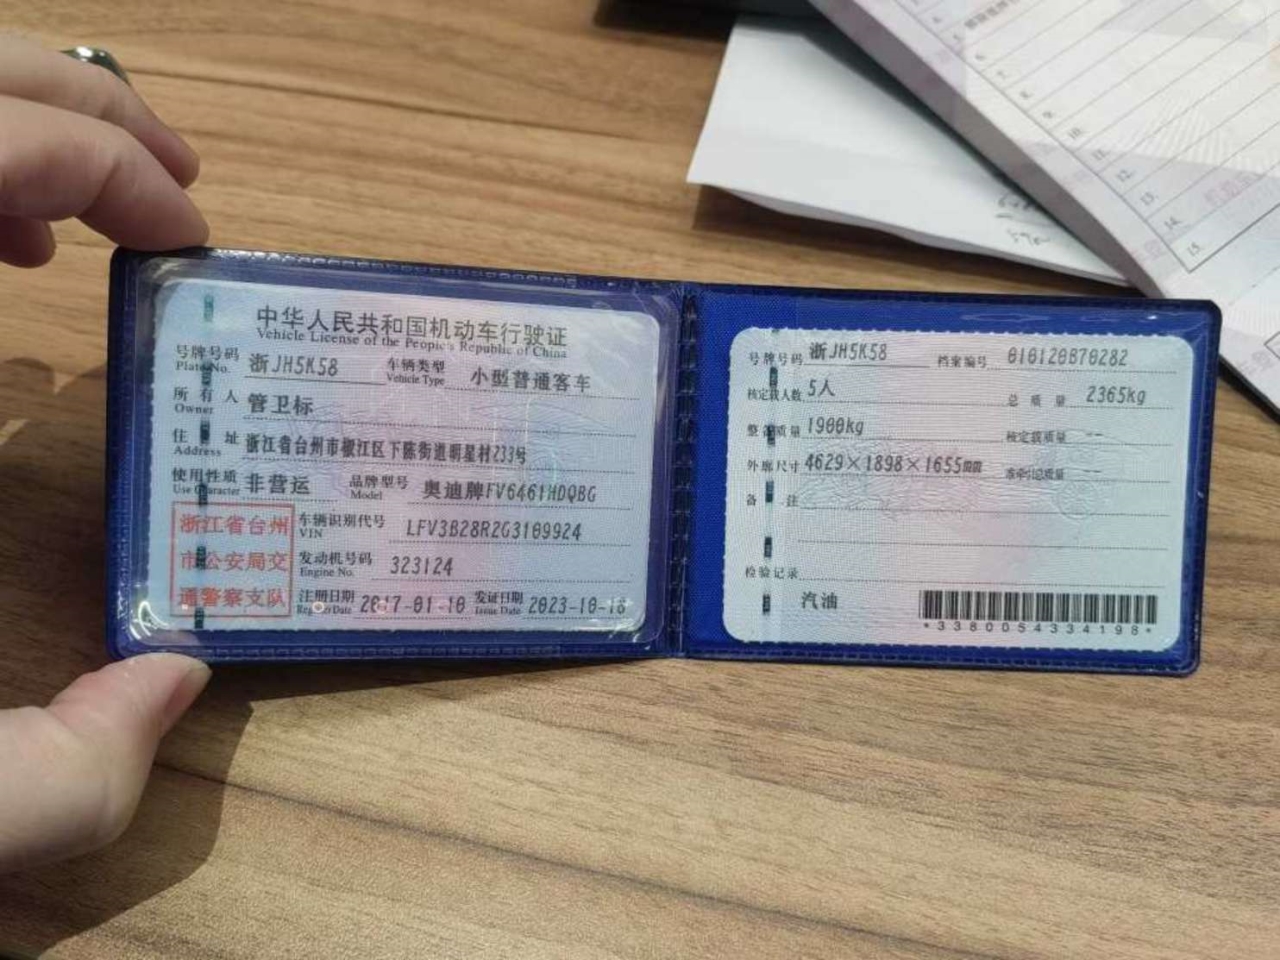 中华人民共和国机动车行驶证
Vehicle License of the People's Republic of China
号牌号码 浙JH5K58 车辆类型 小型普通客车
Plate No. Vehicle Type
所有人 管卫标
Owner
住址 浙江省台州市椒江区下陈街道明星村233号
Address
使用性质 非营运 品牌型号 奥迪牌FV6461HDQBG
Use Character Model
浙江省台州
市公安局交
通警察支队
车辆识别代号 LFV3B28R2G3109924
VIN
发动机号码 323124
Engine No.
注册日期 2017-01-10 发证日期 2023-10-18
Register Date Issue Date
号牌号码 浙JH5K58 档案编号 010120870282
核定载人数 5人 总质量 2365kg
整备质量 1900kg 核定载质量 --
外廓尺寸 4629×1898×1655mm 准牵引总质量 --
备注
检验记录
汽油
*3380054334198*
6.
7.
8.
9.
10.
11.
12.
13.
14.
15.